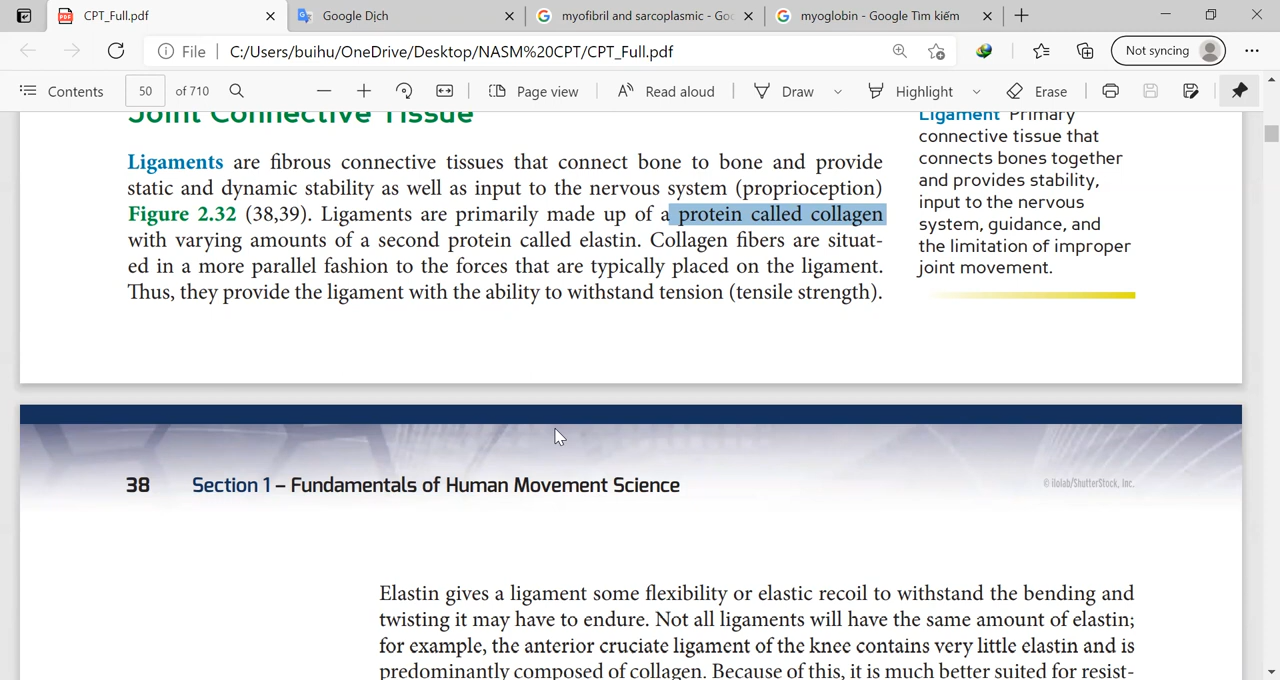 CPT_Full.pdf
Google Dịch
myofibril and sarcoplasmic - Goo
myoglobin - Google Tìm kiếm
File
C:/Users/buihu/OneDrive/Desktop/NASM%20CPT/CPT_Full.pdf
Not syncing
Contents
50
of 710
Page view
Read aloud
Draw
Highlight
Erase
Joint Connective Tissue
Ligaments are fibrous connective tissues that connect bone to bone and provide
static and dynamic stability as well as input to the nervous system (proprioception)
Figure 2.32 (38,39). Ligaments are primarily made up of a protein called collagen
with varying amounts of a second protein called elastin. Collagen fibers are situat-
ed in a more parallel fashion to the forces that are typically placed on the ligament.
Thus, they provide the ligament with the ability to withstand tension (tensile strength).
Ligament Primary
connective tissue that
connects bones together
and provides stability,
input to the nervous
system, guidance, and
the limitation of improper
joint movement.
38
Section 1 – Fundamentals of Human Movement Science
© ilolab/ShutterStock, Inc.
Elastin gives a ligament some flexibility or elastic recoil to withstand the bending and
twisting it may have to endure. Not all ligaments will have the same amount of elastin;
for example, the anterior cruciate ligament of the knee contains very little elastin and is
predominantly composed of collagen. Because of this, it is much better suited for resist-